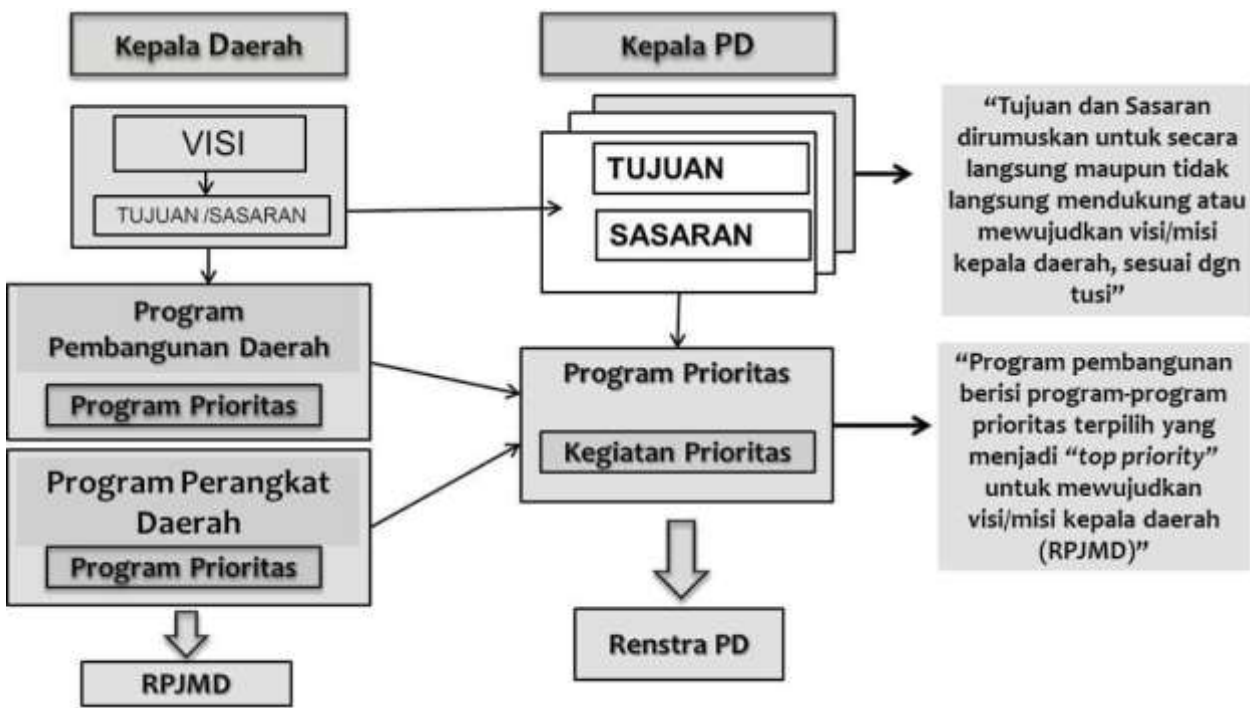 Kepala Daerah
VISI
TUJUAN /SASARAN
Program
Pembangunan Daerah
Program Prioritas
Program Perangkat
Daerah
Program Prioritas
RPJMD
Kepala PD
TUJUAN
SASARAN
Program Prioritas
Kegiatan Prioritas
Renstra PD
“Tujuan dan Sasaran
dirumuskan untuk secara
langsung maupun tidak
langsung mendukung atau
mewujudkan visi/misi
kepala daerah, sesuai dgn
tusi”
“Program pembangunan
berisi program-program
prioritas terpilih yang
menjadi “top priority”
untuk mewujudkan
visi/misi kepala daerah
(RPJMD)”